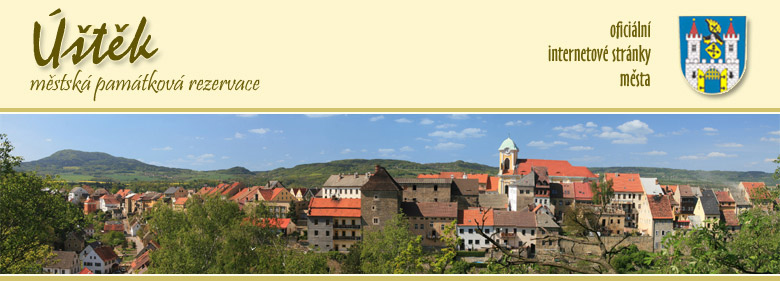 Úštěk
městská památková rezervace
oficiální
internetové stránky
města